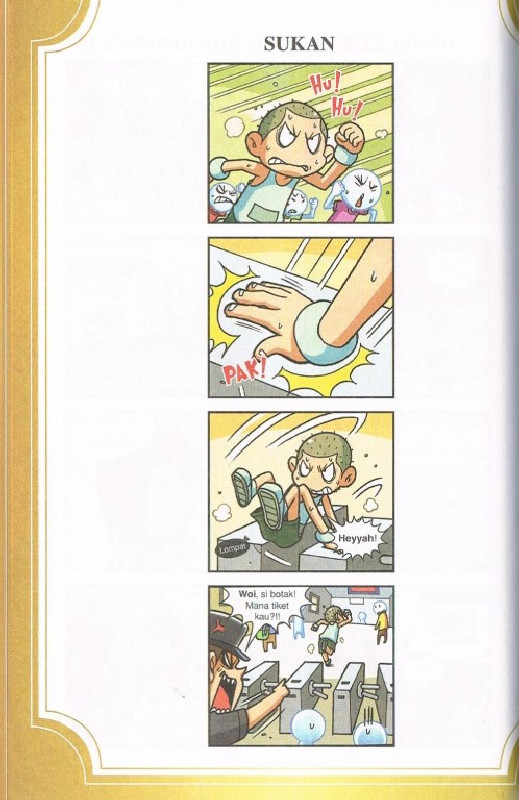 SUKAN
Hu!
Hu!
PAK!
Heyyah!
Lompat
Woi, si botak!
Mana tiket
kau?!!